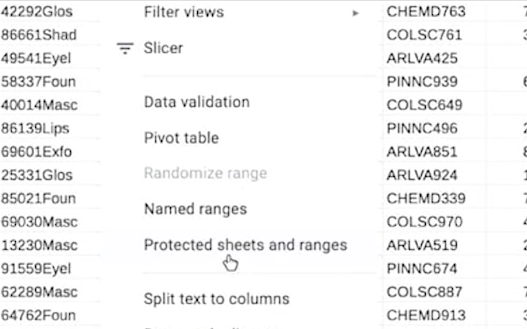 42292Glos
86661Shad
49541Eyel
58337Foun
40014Masc
86139Lips
69601Exfo
25331Glos
85021Foun
69030Masc
13230Masc
91559Eyel
62289Masc
64762Foun
Filter views
Slicer
Data validation
Pivot table
Randomize range
Named ranges
Protected sheets and ranges
Split text to columns
CHEMD763
COLSC761
ARLVA425
PINNC939
COLSC649
PINNC496
ARLVA851
ARLVA924
CHEMD339
COLSC970
ARLVA519
PINNC674
COLSC887
CHEMD913